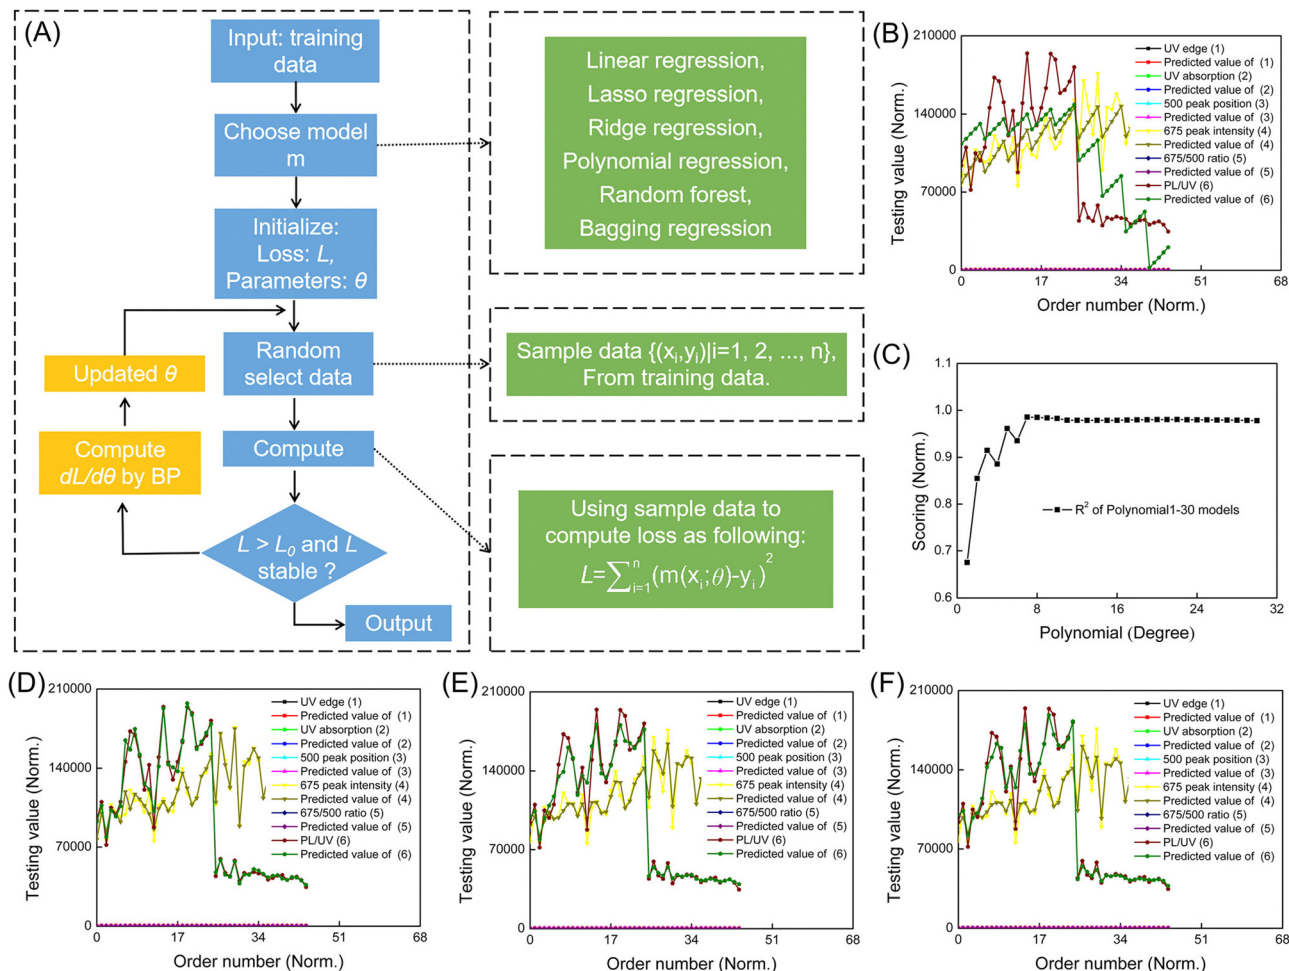 (A)
Input: training
data
Choose model
m
Initialize:
Loss: L,
Parameters: θ
Random
select data
Updated θ
Compute
Compute
dL/dθ by BP
L > L₀ and L
stable ?
Output
Linear regression,
Lasso regression,
Ridge regression,
Polynomial regression,
Random forest,
Bagging regression
Sample data {(xᵢ,yᵢ)|i=1, 2, ..., n},
From training data.
Using sample data to
compute loss as following:
L=∑ⁿᵢ₌₁(m(xᵢ;θ)-yᵢ)²
(B)
210000
140000
70000
0
Testing value (Norm.)
UV edge (1)
Predicted value of (1)
UV absorption (2)
Predicted value of (2)
500 peak position (3)
Predicted value of (3)
675 peak intensity (4)
Predicted value of (4)
675/500 ratio (5)
Predicted value of (5)
PL/UV (6)
Predicted value of (6)
0 17 34 51 68
Order number (Norm.)
(C)
1.1
1.0
0.9
0.8
0.7
0.6
Scoring (Norm.)
R² of Polynomial1-30 models
0 8 16 24 32
Polynomial (Degree)
(D)
210000
140000
70000
0
Testing value (Norm.)
UV edge (1)
Predicted value of (1)
UV absorption (2)
Predicted value of (2)
500 peak position (3)
Predicted value of (3)
675 peak intensity (4)
Predicted value of (4)
675/500 ratio (5)
Predicted value of (5)
PL/UV (6)
Predicted value of (6)
0 17 34 51 68
Order number (Norm.)
(E)
210000
140000
70000
0
Testing value (Norm.)
UV edge (1)
Predicted value of (1)
UV absorption (2)
Predicted value of (2)
500 peak position (3)
Predicted value of (3)
675 peak intensity (4)
Predicted value of (4)
675/500 ratio (5)
Predicted value of (5)
PL/UV (6)
Predicted value of (6)
0 17 34 51 68
Order number (Norm.)
(F)
210000
140000
70000
0
Testing value (Norm.)
UV edge (1)
Predicted value of (1)
UV absorption (2)
Predicted value of (2)
500 peak position (3)
Predicted value of (3)
675 peak intensity (4)
Predicted value of (4)
675/500 ratio (5)
Predicted value of (5)
PL/UV (6)
Predicted value of (6)
0 17 34 51 68
Order number (Norm.)